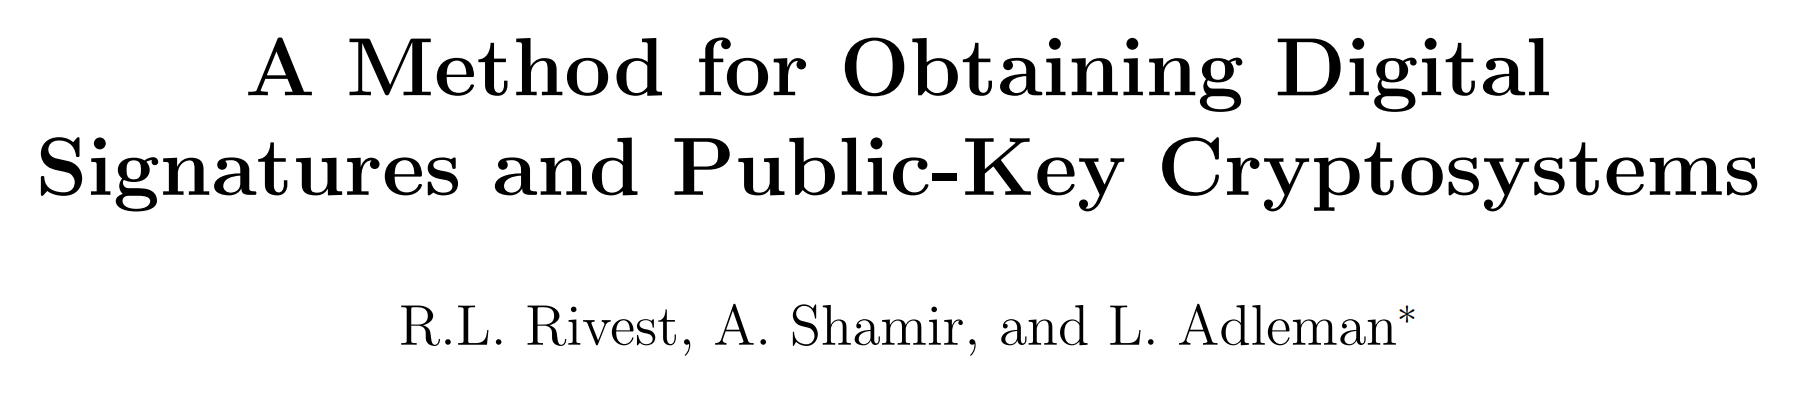 A Method for Obtaining Digital
Signatures and Public-Key Cryptosystems
R.L. Rivest, A. Shamir, and L. Adleman*